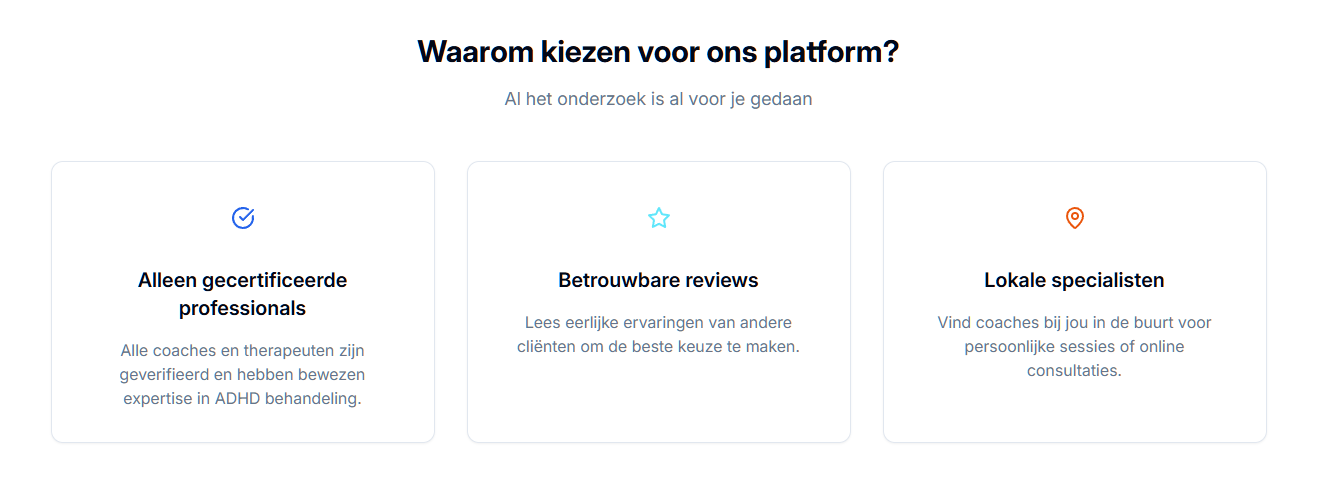 Waarom kiezen voor ons platform?
Al het onderzoek is al voor je gedaan
Alleen gecertificeerde
professionals
Alle coaches en therapeuten zijn
geverifieerd en hebben bewezen
expertise in ADHD behandeling.
Betrouwbare reviews
Lees eerlijke ervaringen van andere
cliënten om de beste keuze te maken.
Lokale specialisten
Vind coaches bij jou in de buurt voor
persoonlijke sessies of online
consultaties.